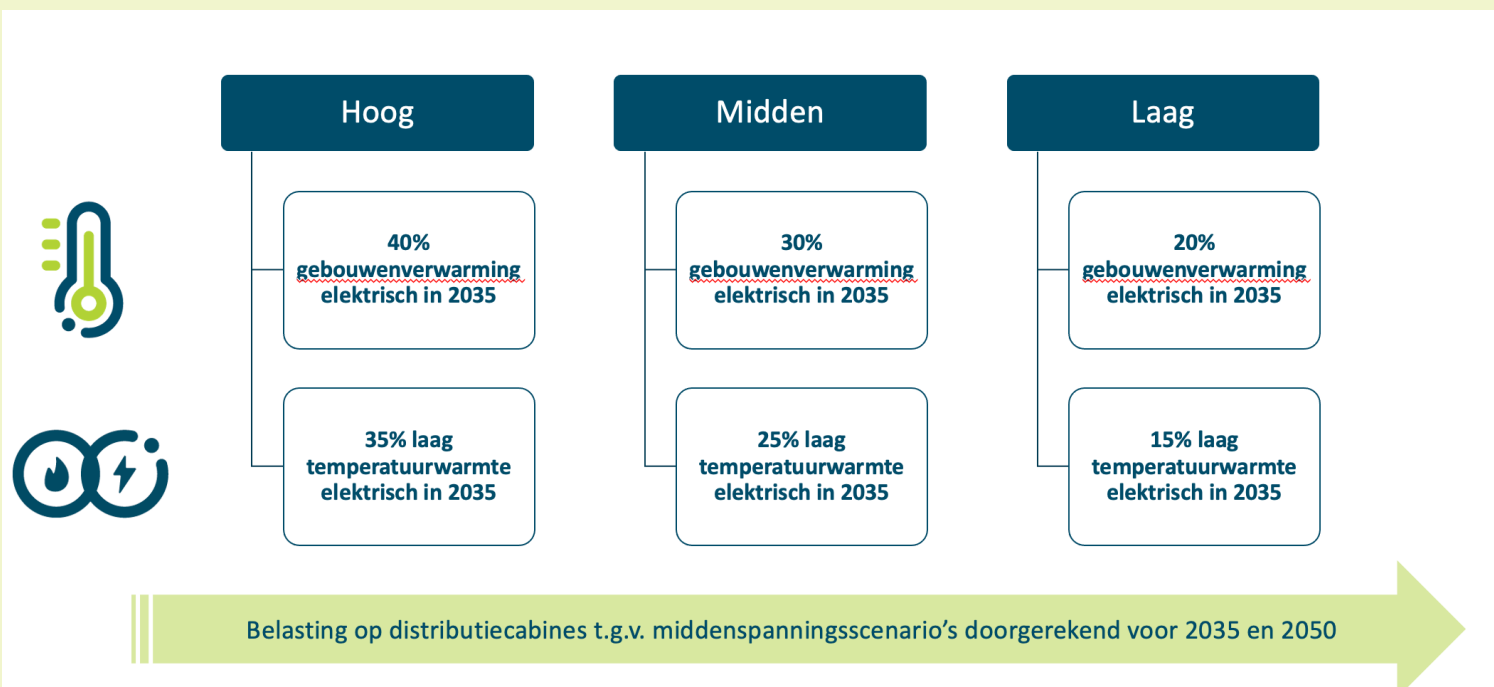 Hoog
40%
gebouwenverwarming
elektrisch in 2035
35% laag
temperatuurwarmte
elektrisch in 2035
Midden
30%
gebouwenverwarming
elektrisch in 2035
25% laag
temperatuurwarmte
elektrisch in 2035
Laag
20%
gebouwenverwarming
elektrisch in 2035
15% laag
temperatuurwarmte
elektrisch in 2035
Belasting op distributiecabines t.g.v. middenspanningsscenario’s doorgerekend voor 2035 en 2050